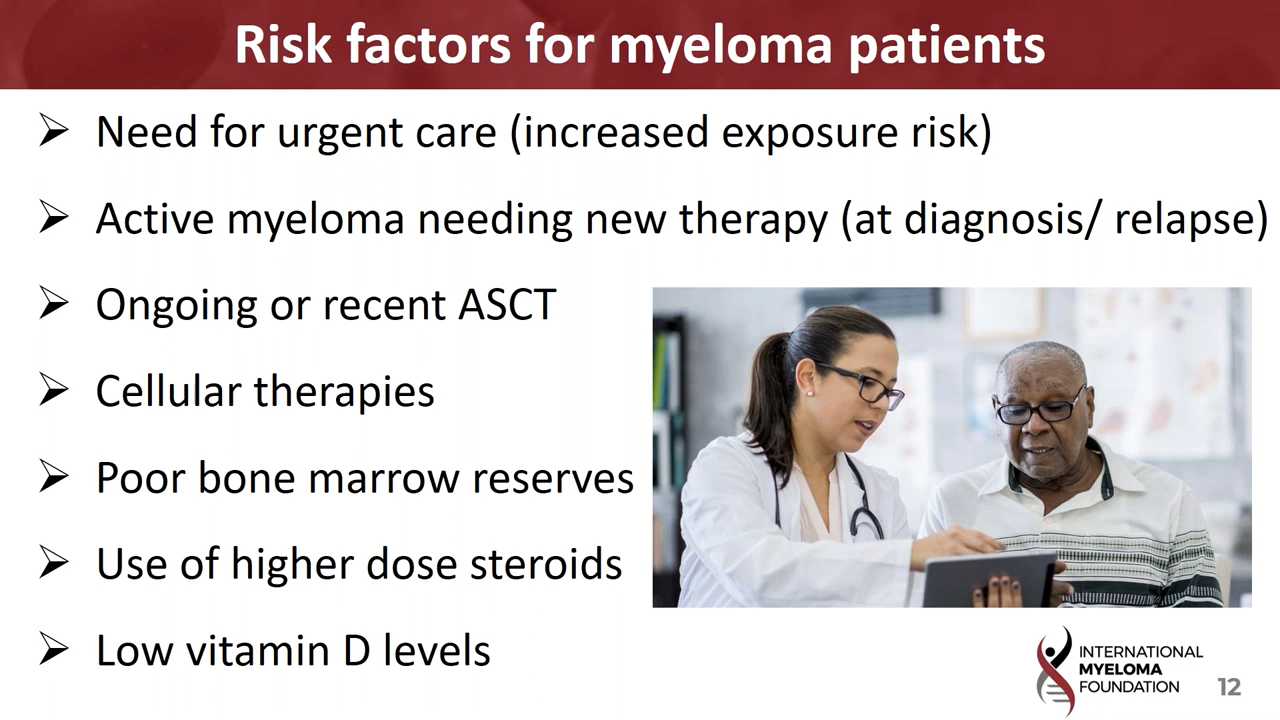 Risk factors for myeloma patients
➢ Need for urgent care (increased exposure risk)
➢ Active myeloma needing new therapy (at diagnosis/ relapse)
➢ Ongoing or recent ASCT
➢ Cellular therapies
➢ Poor bone marrow reserves
➢ Use of higher dose steroids
➢ Low vitamin D levels
INTERNATIONAL
MYELOMA
FOUNDATION
12